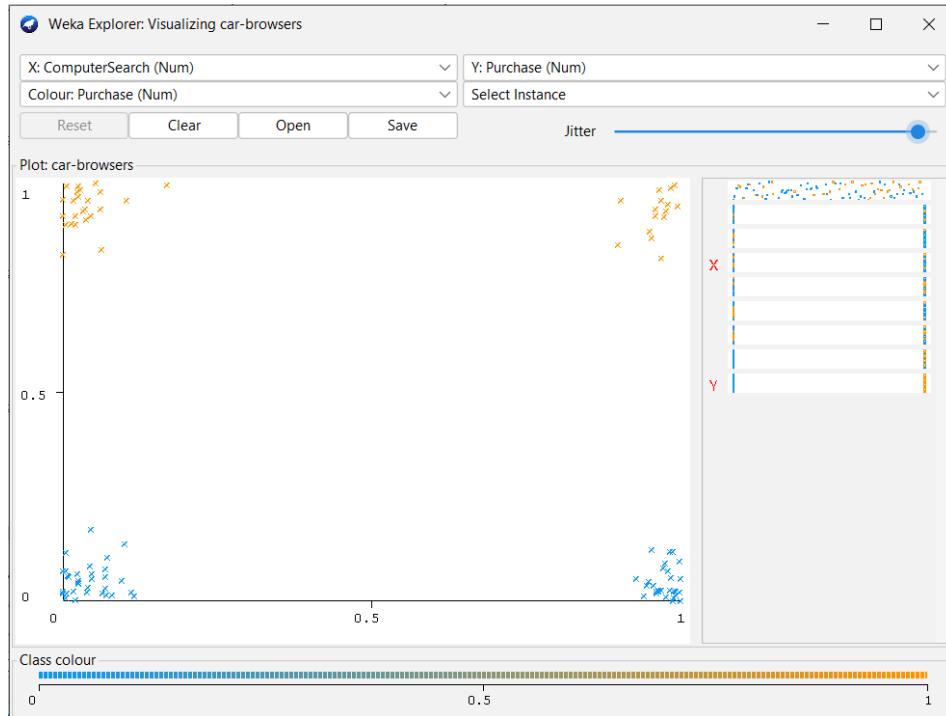 Weka Explorer: Visualizing car-browsers
X: ComputerSearch (Num)
Y: Purchase (Num)
Colour: Purchase (Num)
Select Instance
Reset
Clear
Open
Save
Jitter
Plot: car-browsers
1
0.5
0
0
0.5
1
X
Y
Class colour
0
0.5
1